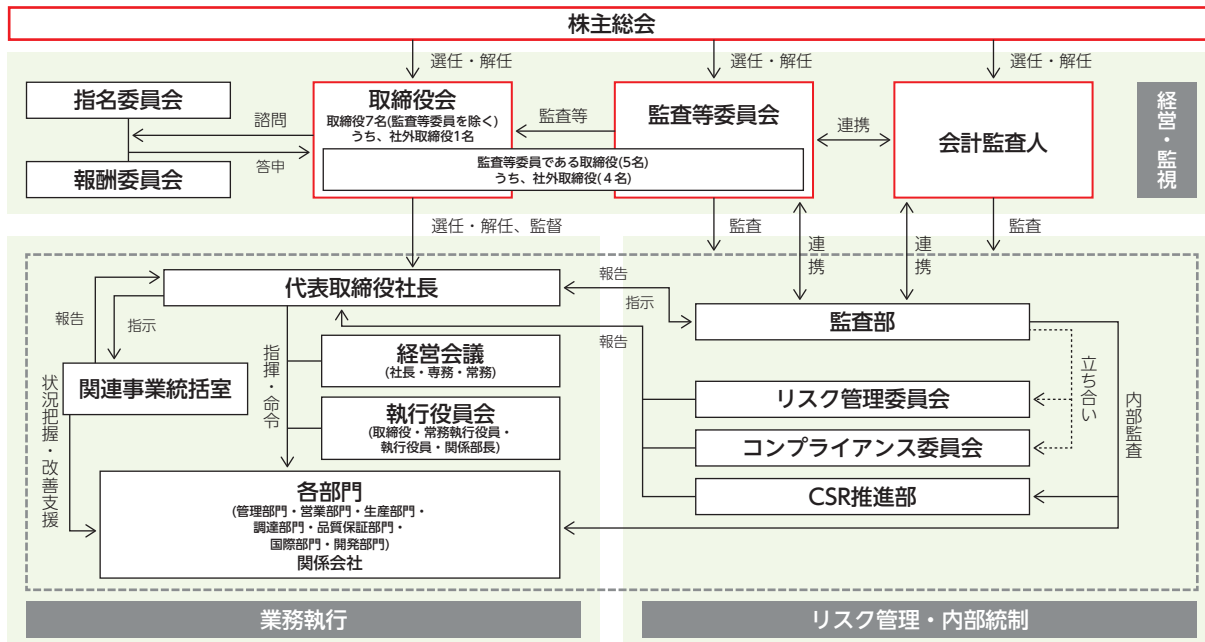 株主総会
選任・解任
選任・解任
選任・解任
指名委員会
報酬委員会
諮問
答申
取締役会
取締役7名(監査等委員を除く)
うち、社外取締役1名
監査等
監査等委員会
監査等委員である取締役(5名)
うち、社外取締役(4名)
連携
会計監査人
経営・監視
選任・解任、監督
監査
連携
連携
監査
代表取締役社長
報告
指示
報告
指示
報告
関連事業統括室
状況把握・改善支援
指揮・命令
経営会議
(社長・専務・常務)
執行役員会
(取締役・常務執行役員・
執行役員・関係部長)
各部門
(管理部門・営業部門・生産部門・
調達部門・品質保証部門・
国際部門・開発部門)
関係会社
監査部
リスク管理委員会
コンプライアンス委員会
CSR推進部
立ち合い
内部監査
業務執行
リスク管理・内部統制